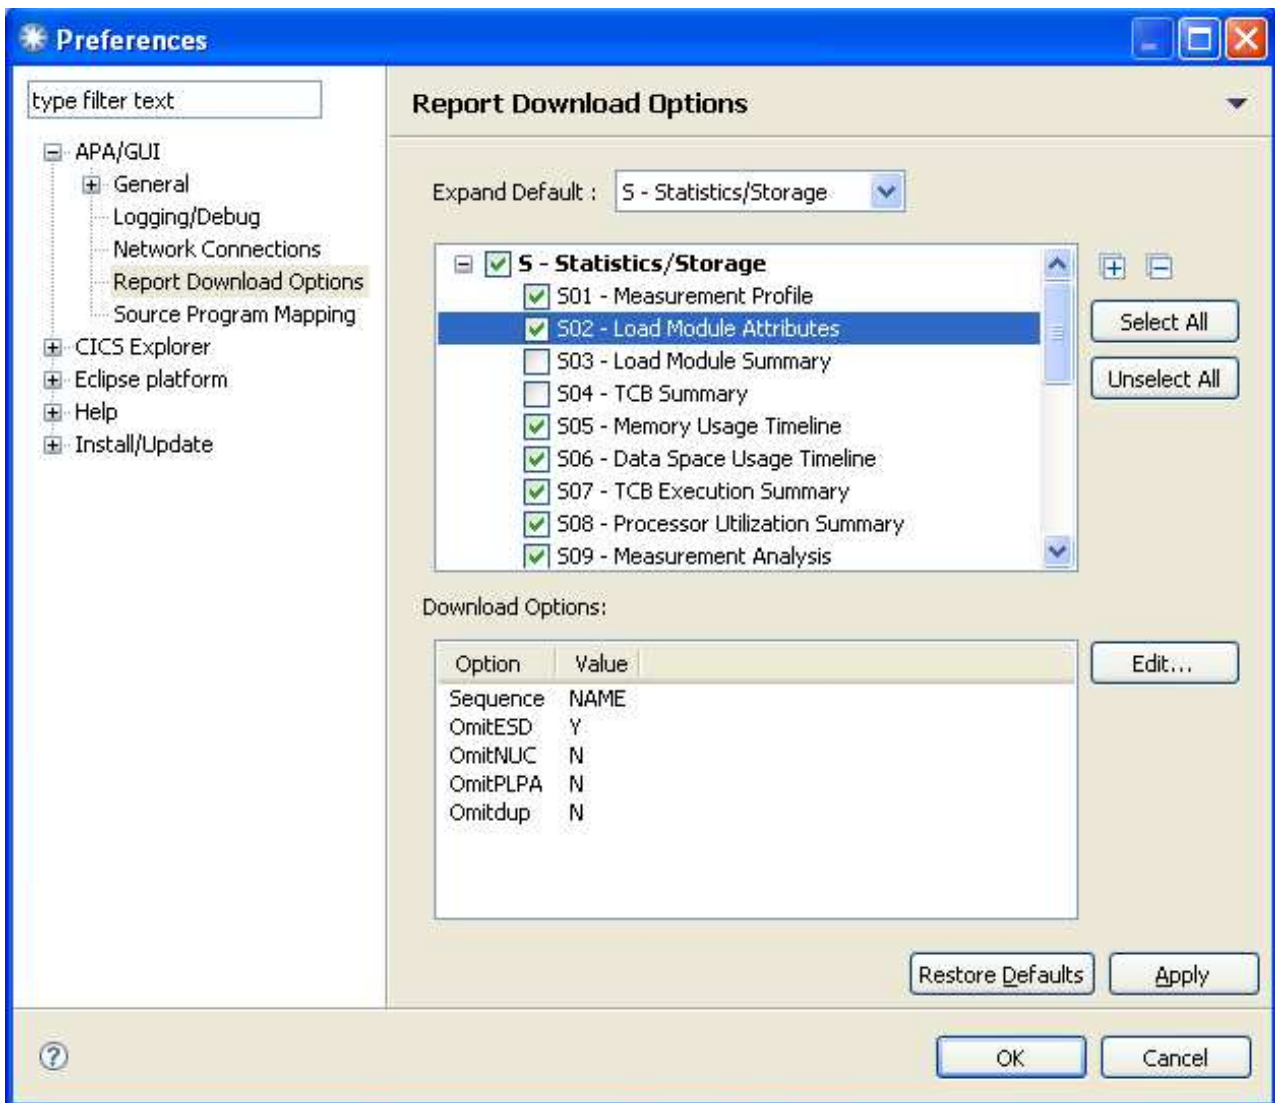 Preferences
type filter text
APA/GUI
General
Logging/Debug
Network Connections
Report Download Options
Source Program Mapping
CICS Explorer
Eclipse platform
Help
Install/Update
Report Download Options
Expand Default : S - Statistics/Storage
S - Statistics/Storage
S01 - Measurement Profile
S02 - Load Module Attributes
S03 - Load Module Summary
S04 - TCB Summary
S05 - Memory Usage Timeline
S06 - Data Space Usage Timeline
S07 - TCB Execution Summary
S08 - Processor Utilization Summary
S09 - Measurement Analysis
Select All
Unselect All
Download Options:
Option Value
Sequence NAME
OmitESD Y
OmitNUC N
OmitPLPA N
Omitdup N
Edit...
Restore Defaults Apply
OK Cancel